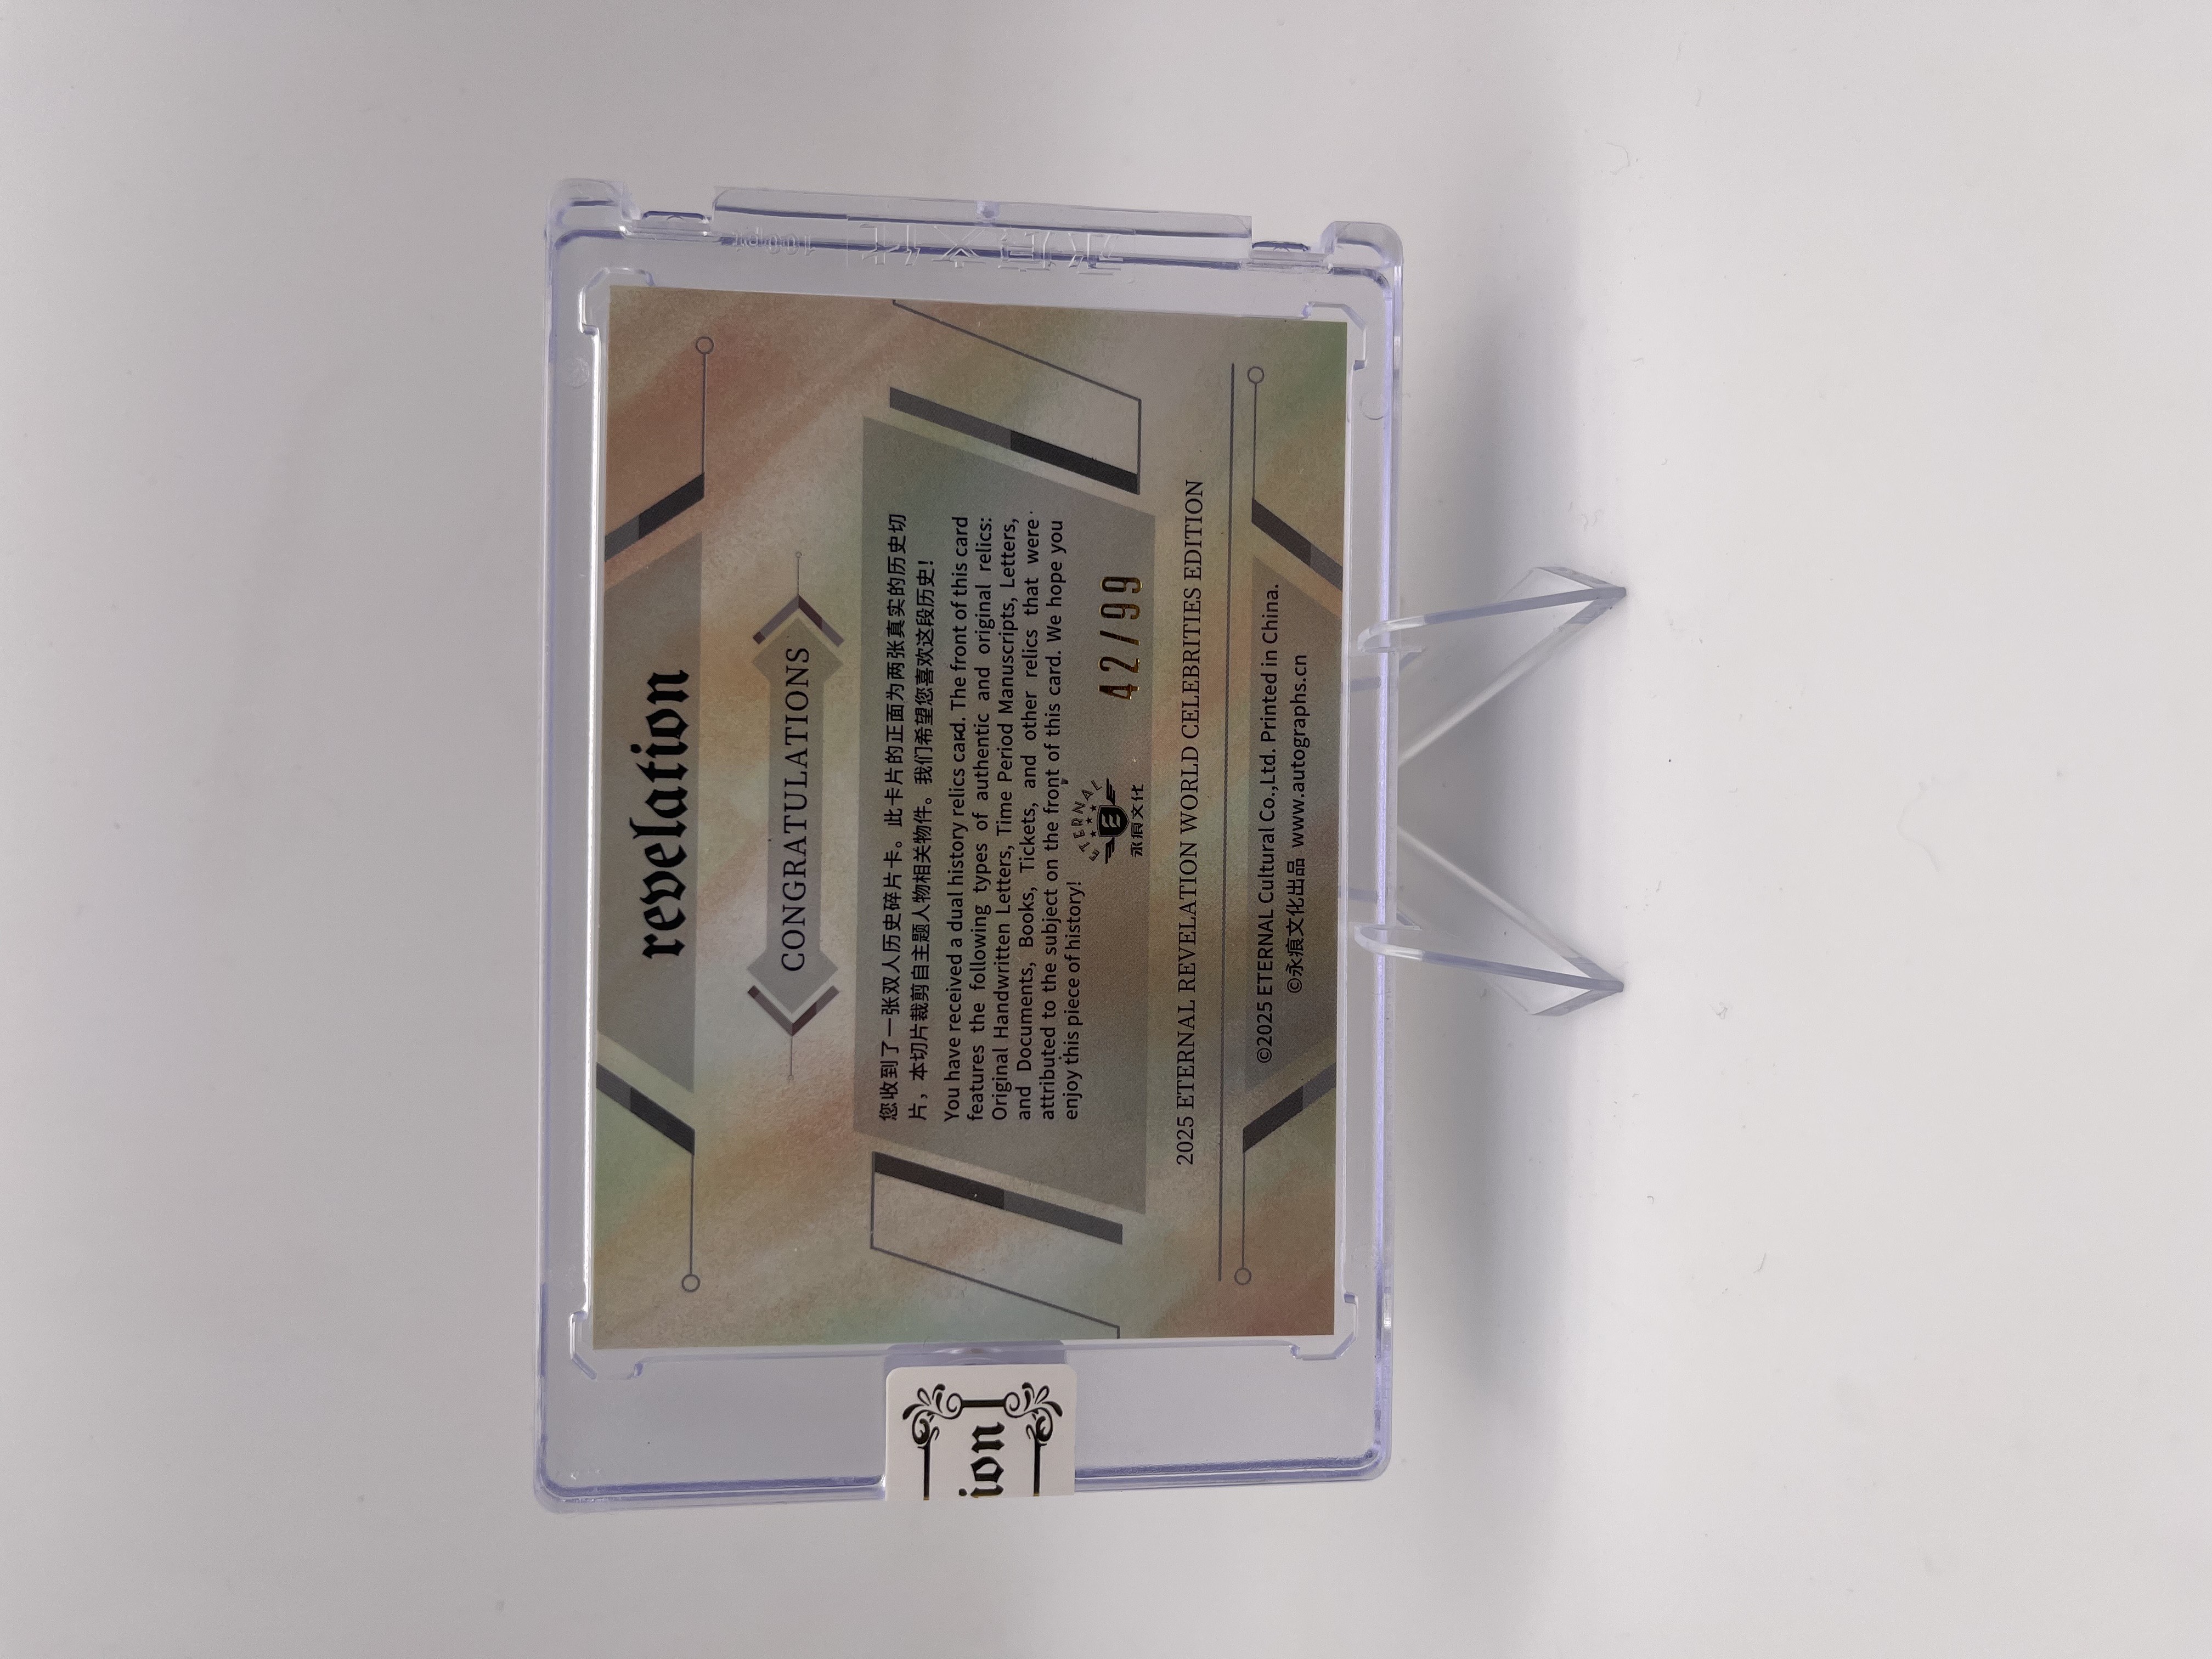 revelation
CONGRATULATIONS
您收到了一张双人历史碎片卡。此卡片的正面为两张真实的历史切
片，本切片裁剪自主题人物相关物件。我们希望您喜欢这段历史！
You have received a dual history relics card. The front of this card
features the following types of authentic and original relics:
Original Handwritten Letters, Time Period Manuscripts, Letters,
and Documents, Books, Tickets, and other relics that were
attributed to the subject on the front of this card. We hope you
enjoy this piece of history!
ETERNAL
永痕文化
42/99
2025 ETERNAL REVELATION WORLD CELEBRITIES EDITION
©2025 ETERNAL Cultural Co.,Ltd. Printed in China.
©永痕文化出品 www.autographs.cn
ion
永痕文化
100pt